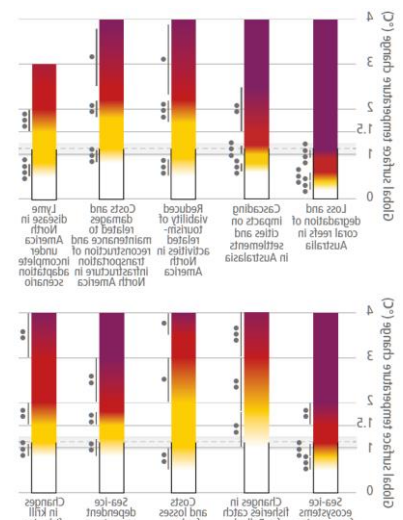 Global surface temperature change (°C)
4
3
2
1.5
1
0
Loss and
degradation of
coral reefs in
Australia
Cascading
impacts on
cities and
settlements
in Australasia
Reduced
viability of
tourism-
related
activities in
North
America
Costs and
damages
related to
maintenance and
reconstruction of
transportation
infrastructure in
North America
Lyme
disease in
North
America
under
incomplete
adaptation
scenario
Global surface temperature change (°C)
4
3
2
1.5
1
0
Sea-ice
ecosystems
Changes in
fisheries catch
Costs
and losses
Sea-ice
dependent
Changes
in krill